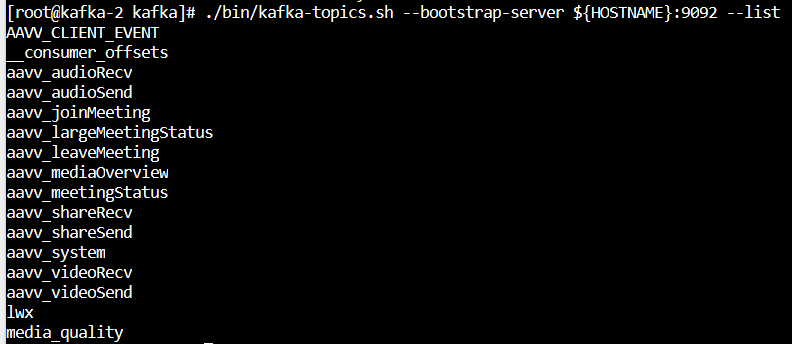 [root@kafka-2 kafka]# ./bin/kafka-topics.sh --bootstrap-server ${HOSTNAME}:9092 --list
AAVV_CLIENT_EVENT
__consumer_offsets
aavv_audioRecv
aavv_audioSend
aavv_joinMeeting
aavv_largeMeetingStatus
aavv_leaveMeeting
aavv_mediaOverview
aavv_meetingStatus
aavv_shareRecv
aavv_shareSend
aavv_system
aavv_videoRecv
aavv_videoSend
lwx
media_quality